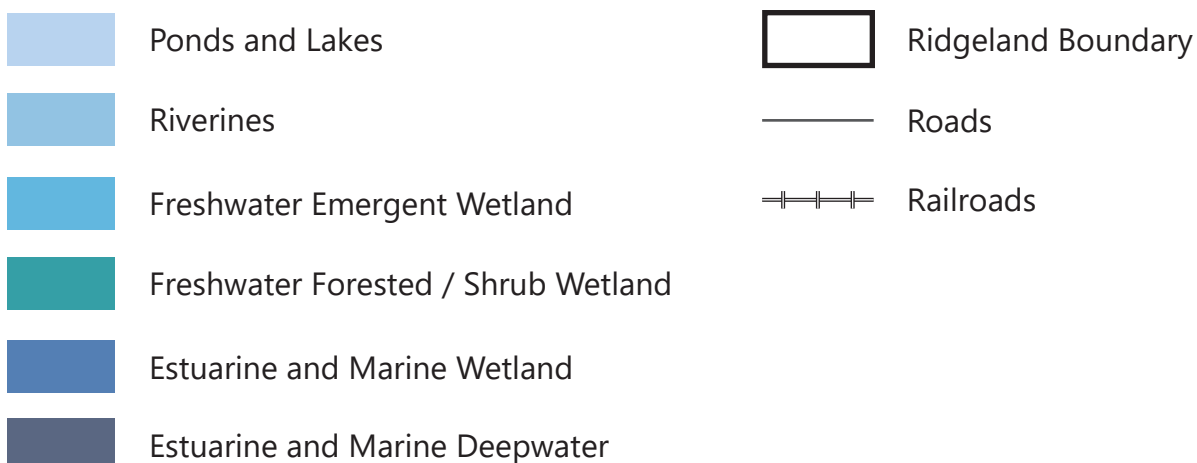 Ponds and Lakes
Riverines
Freshwater Emergent Wetland
Freshwater Forested / Shrub Wetland
Estuarine and Marine Wetland
Estuarine and Marine Deepwater
Ridgeland Boundary
Roads
Railroads